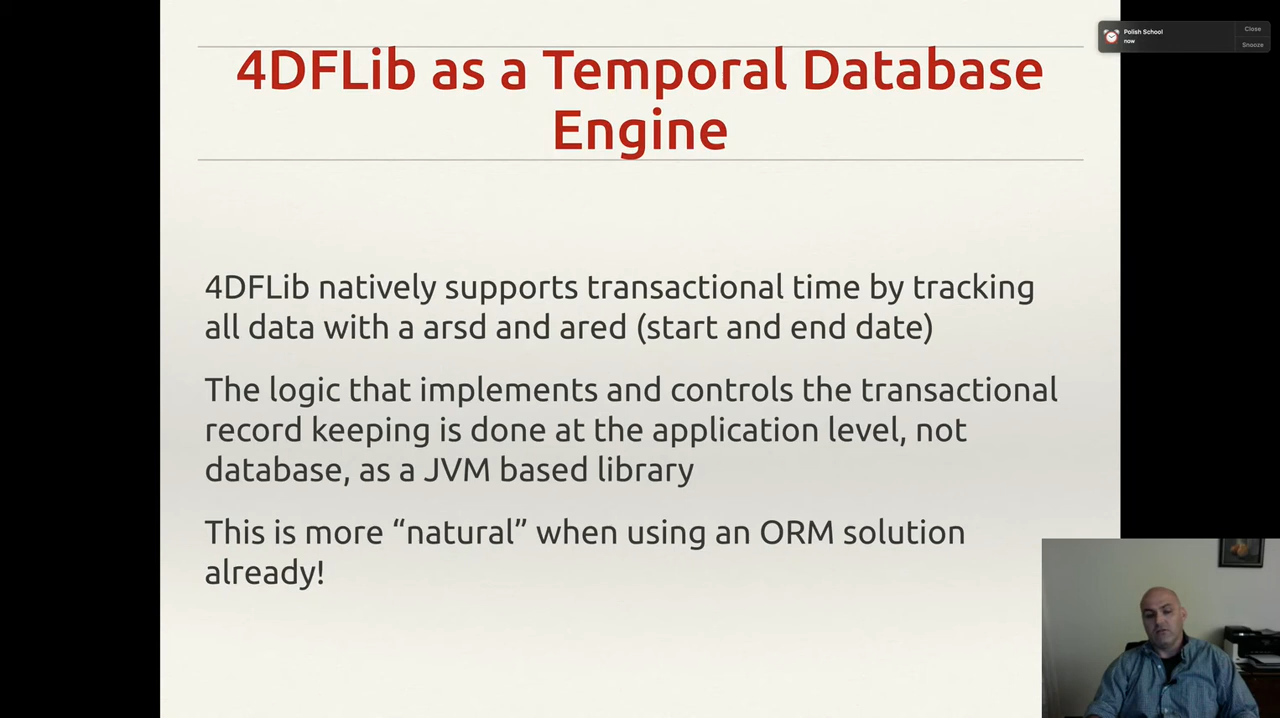 4DFLib as a Temporal Database
Engine
Polish School
now
Close
Snooze
4DFLib natively supports transactional time by tracking
all data with a arsd and ared (start and end date)
The logic that implements and controls the transactional
record keeping is done at the application level, not
database, as a JVM based library
This is more “natural” when using an ORM solution
already!